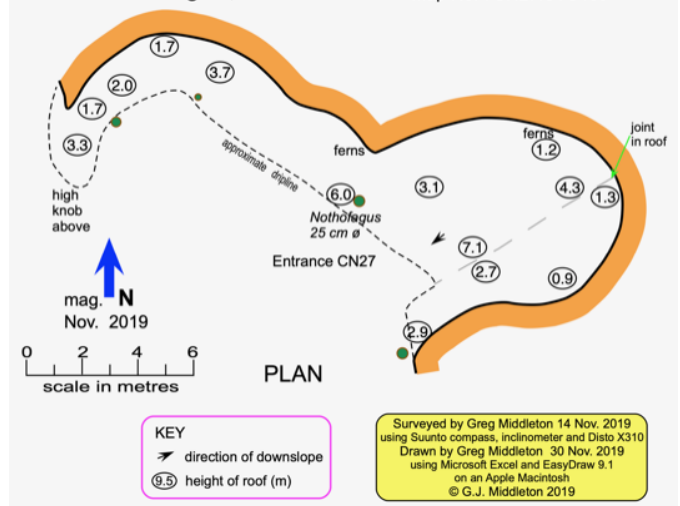 1.7
3.7
2.0
1.7
3.3
high
knob
above
approximate dripline
ferns
ferns
1.2
joint
in roof
6.0
3.1
4.3
1.3
Nothofagus
25 cm ø
Entrance CN27
7.1
2.7
0.9
2.9
mag. N
Nov. 2019
0 2 4 6
scale in metres
PLAN
KEY
direction of downslope
9.5 height of roof (m)
Surveyed by Greg Middleton 14 Nov. 2019
using Suunto compass, inclinometer and Disto X310
Drawn by Greg Middleton 30 Nov. 2019
using Microsoft Excel and EasyDraw 9.1
on an Apple Macintosh
© G.J. Middleton 2019